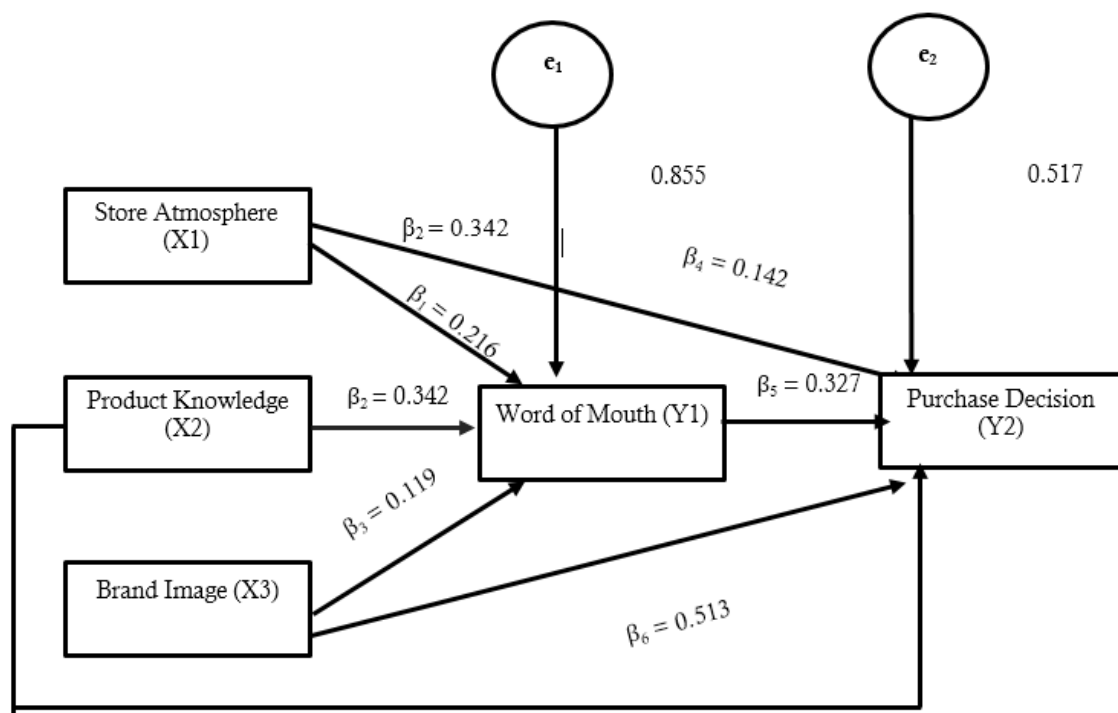 e₁
e₂
0.855
0.517
Store Atmosphere
(X1)
β₂ = 0.342
β₄ = 0.142
β₁ = 0.216
Product Knowledge
(X2)
β₂ = 0.342
Word of Mouth (Y1)
β₅ = 0.327
Purchase Decision
(Y2)
β₃ = 0.119
Brand Image (X3)
β₆ = 0.513